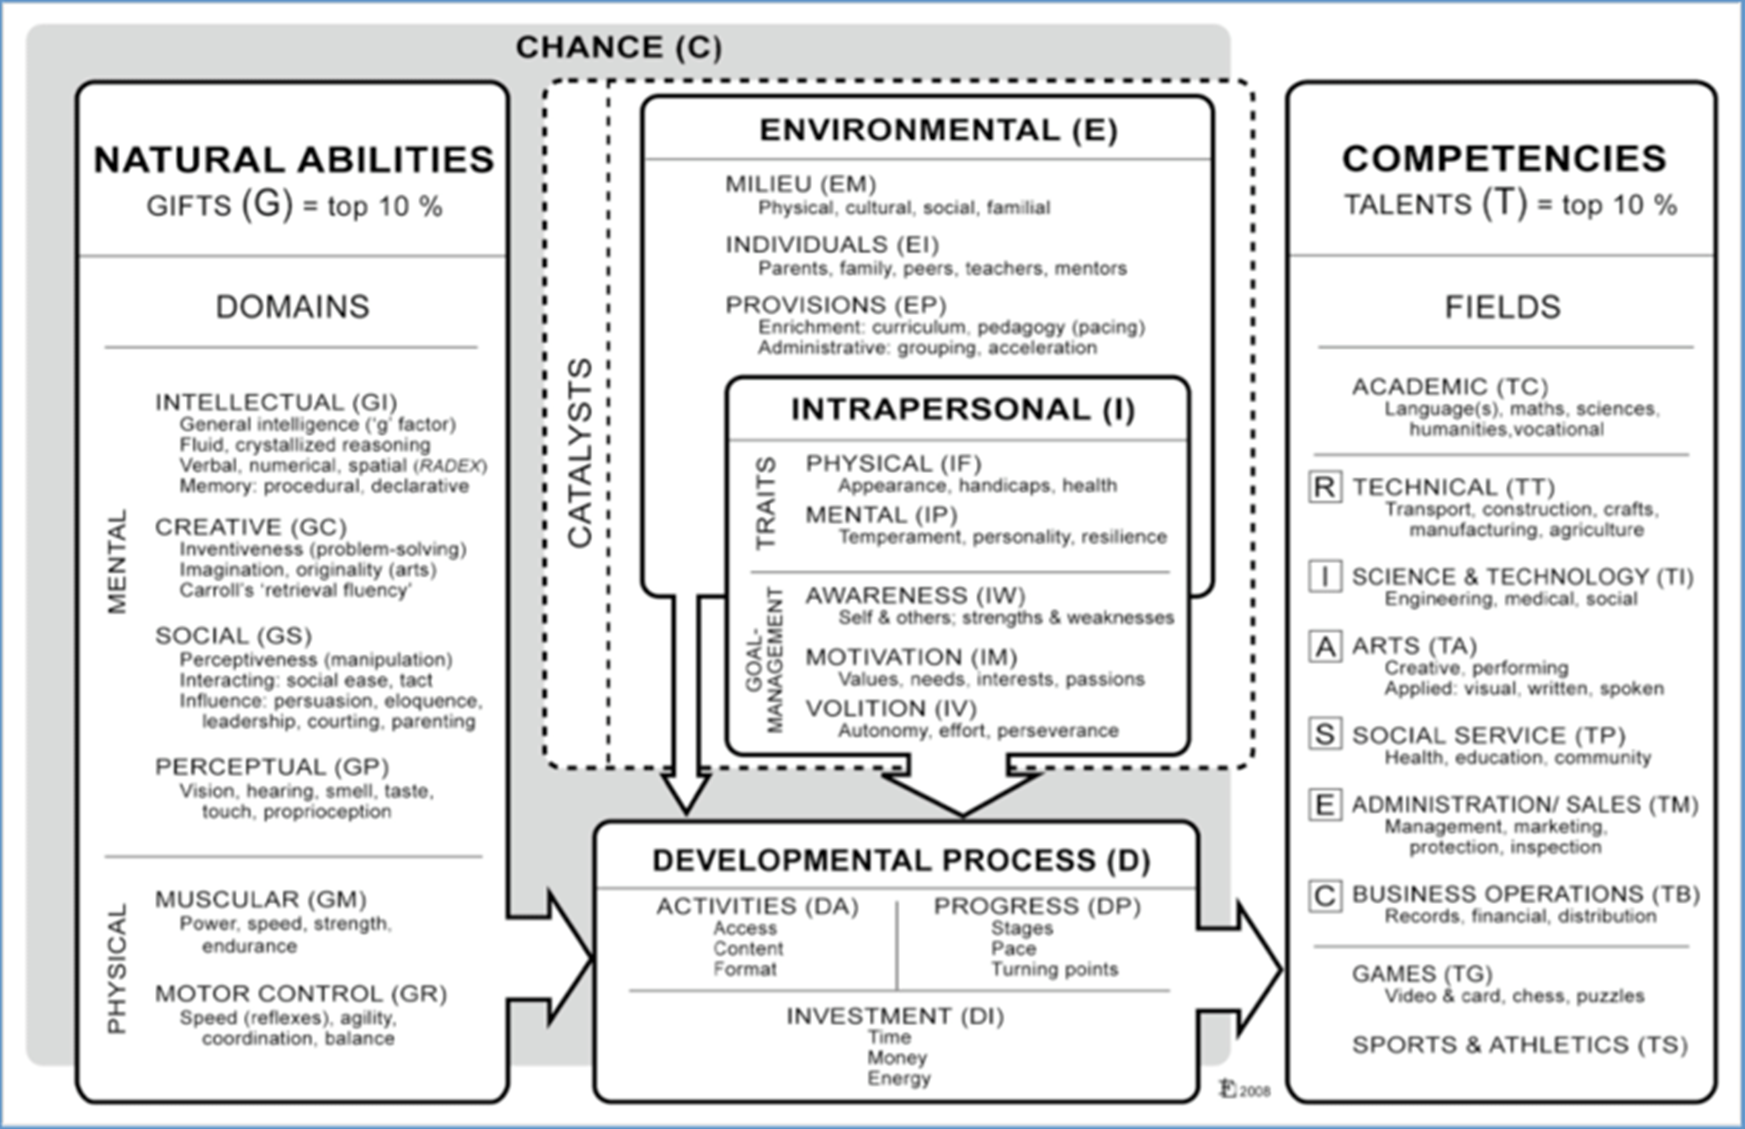 CHANCE (C)
NATURAL ABILITIES
GIFTS (G) = top 10 %
DOMAINS
MENTAL
INTELLECTUAL (GI)
General intelligence ('g' factor)
Fluid, crystallized reasoning
Verbal, numerical, spatial (RADEX)
Memory: procedural, declarative
CREATIVE (GC)
Inventiveness (problem-solving)
Imagination, originality (arts)
Carroll's 'retrieval fluency'
SOCIAL (GS)
Perceptiveness (manipulation)
Interacting: social ease, tact
Influence: persuasion, eloquence,
leadership, courting, parenting
PERCEPTUAL (GP)
Vision, hearing, smell, taste,
touch, proprioception
PHYSICAL
MUSCULAR (GM)
Power, speed, strength,
endurance
MOTOR CONTROL (GR)
Speed (reflexes), agility,
coordination, balance
CATALYSTS
ENVIRONMENTAL (E)
MILIEU (EM)
Physical, cultural, social, familial
INDIVIDUALS (EI)
Parents, family, peers, teachers, mentors
PROVISIONS (EP)
Enrichment: curriculum, pedagogy (pacing)
Administrative: grouping, acceleration
INTRAPERSONAL (I)
TRAITS
PHYSICAL (IF)
Appearance, handicaps, health
MENTAL (IP)
Temperament, personality, resilience
GOAL-
MANAGEMENT
AWARENESS (IW)
Self & others; strengths & weaknesses
MOTIVATION (IM)
Values, needs, interests, passions
VOLITION (IV)
Autonomy, effort, perseverance
DEVELOPMENTAL PROCESS (D)
ACTIVITIES (DA)
Access
Content
Format
PROGRESS (DP)
Stages
Pace
Turning points
INVESTMENT (DI)
Time
Money
Energy
2008
COMPETENCIES
TALENTS (T) = top 10 %
FIELDS
ACADEMIC (TC)
Language(s), maths, sciences,
humanities,vocational
R TECHNICAL (TT)
Transport, construction, crafts,
manufacturing, agriculture
I SCIENCE & TECHNOLOGY (TI)
Engineering, medical, social
A ARTS (TA)
Creative, performing
Applied: visual, written, spoken
S SOCIAL SERVICE (TP)
Health, education, community
E ADMINISTRATION/ SALES (TM)
Management, marketing,
protection, inspection
C BUSINESS OPERATIONS (TB)
Records, financial, distribution
GAMES (TG)
Video & card, chess, puzzles
SPORTS & ATHLETICS (TS)